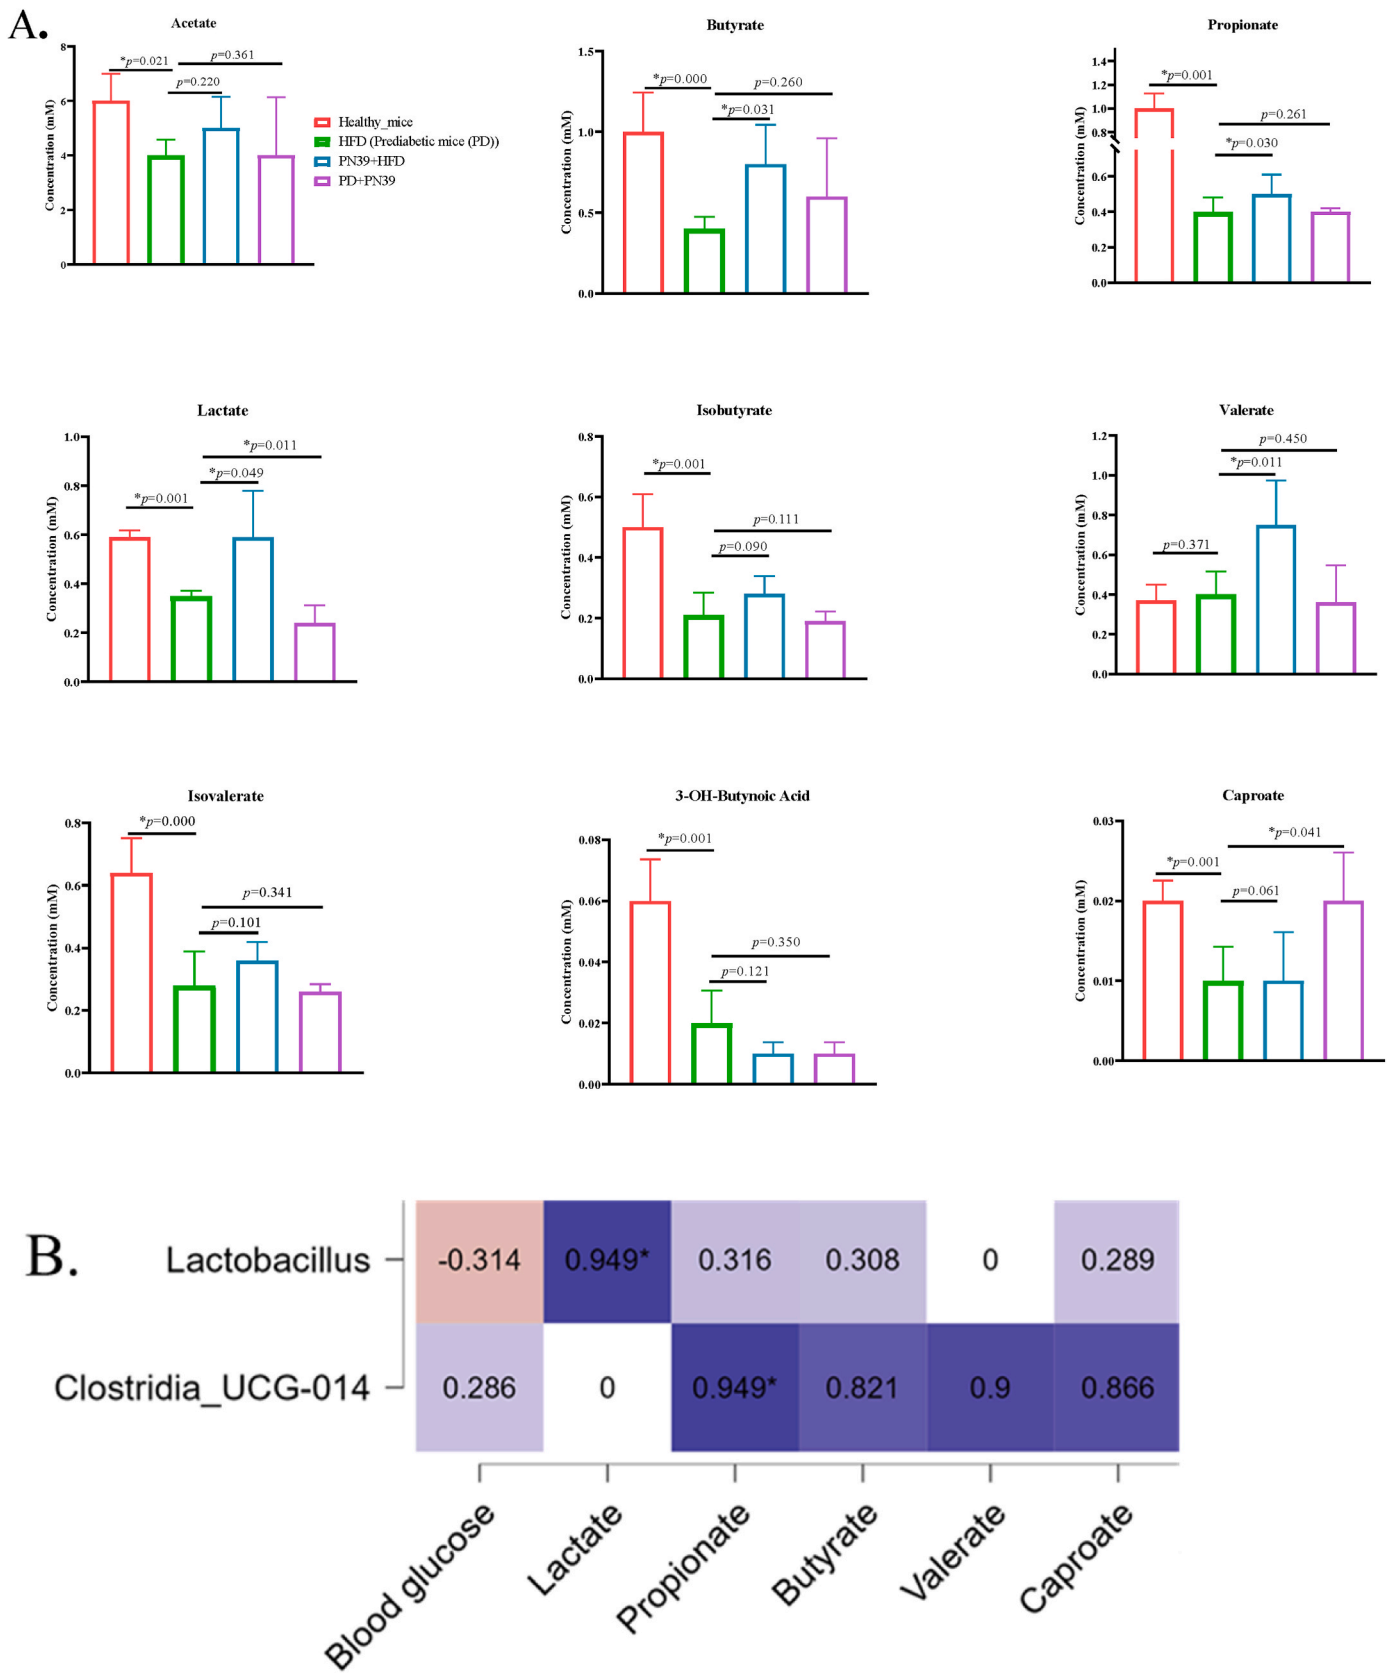 A.
Acetate
Concentration (mM)
8
6
4
2
0
*p=0.021
p=0.361
p=0.220
Healthy_mice
HFD (Prediabetic mice (PD))
PN39+HFD
PD+PN39
Butyrate
Concentration (mM)
1.5
1.0
0.5
0.0
*p=0.000
p=0.260
*p=0.031
Propionate
Concentration (mM)
1.4
1.2
1.0
0.8
0.6
0.4
0.2
0.0
*p=0.001
p=0.261
*p=0.030
Lactate
Concentration (mM)
1.0
0.8
0.6
0.4
0.2
0.0
*p=0.011
*p=0.049
*p=0.001
Isobutyrate
Concentration (mM)
0.8
0.6
0.4
0.2
0.0
*p=0.001
p=0.111
p=0.090
Valerate
Concentration (mM)
1.2
1.0
0.8
0.6
0.4
0.2
0.0
p=0.450
*p=0.011
p=0.371
Isovalerate
Concentration (mM)
0.8
0.6
0.4
0.2
0.0
*p=0.000
p=0.341
p=0.101
3-OH-Butynoic Acid
Concentration (mM)
0.08
0.06
0.04
0.02
0.00
*p=0.001
p=0.350
p=0.121
Caproate
Concentration (mM)
0.03
0.02
0.01
0.00
*p=0.041
*p=0.001
p=0.061
B.
Lactobacillus -0.314 0.949* 0.316 0.308 0 0.289
Clostridia_UCG-014 0.286 0 0.949* 0.821 0.9 0.866
Blood glucose Lactate Propionate Butyrate Valerate Caproate